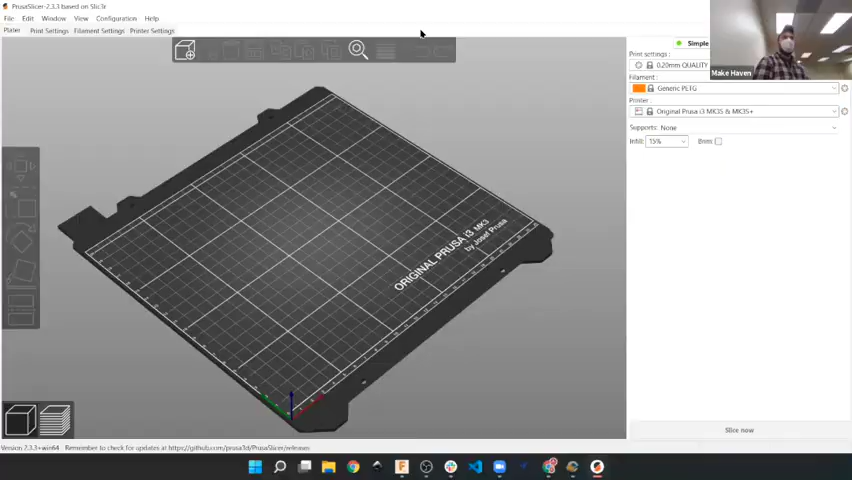 PrusaSlicer-2.3.3 based on Slic3r
File Edit Window View Configuration Help
Plater Print Settings Filament Settings Printer Settings
Simple
Make Haven
Print settings:
0.20mm QUALITY
Filament:
Generic PETG
Printer:
Original Prusa i3 MK3S & MK3S+
Supports: None
Infill: 15% Brim:
ORIGINAL PRUSA i3 MK3
by Josef Prusa
Slice now
Version 2.3.3+win64 Remember to check for updates at https://github.com/prusa3d/PrusaSlicer/releases